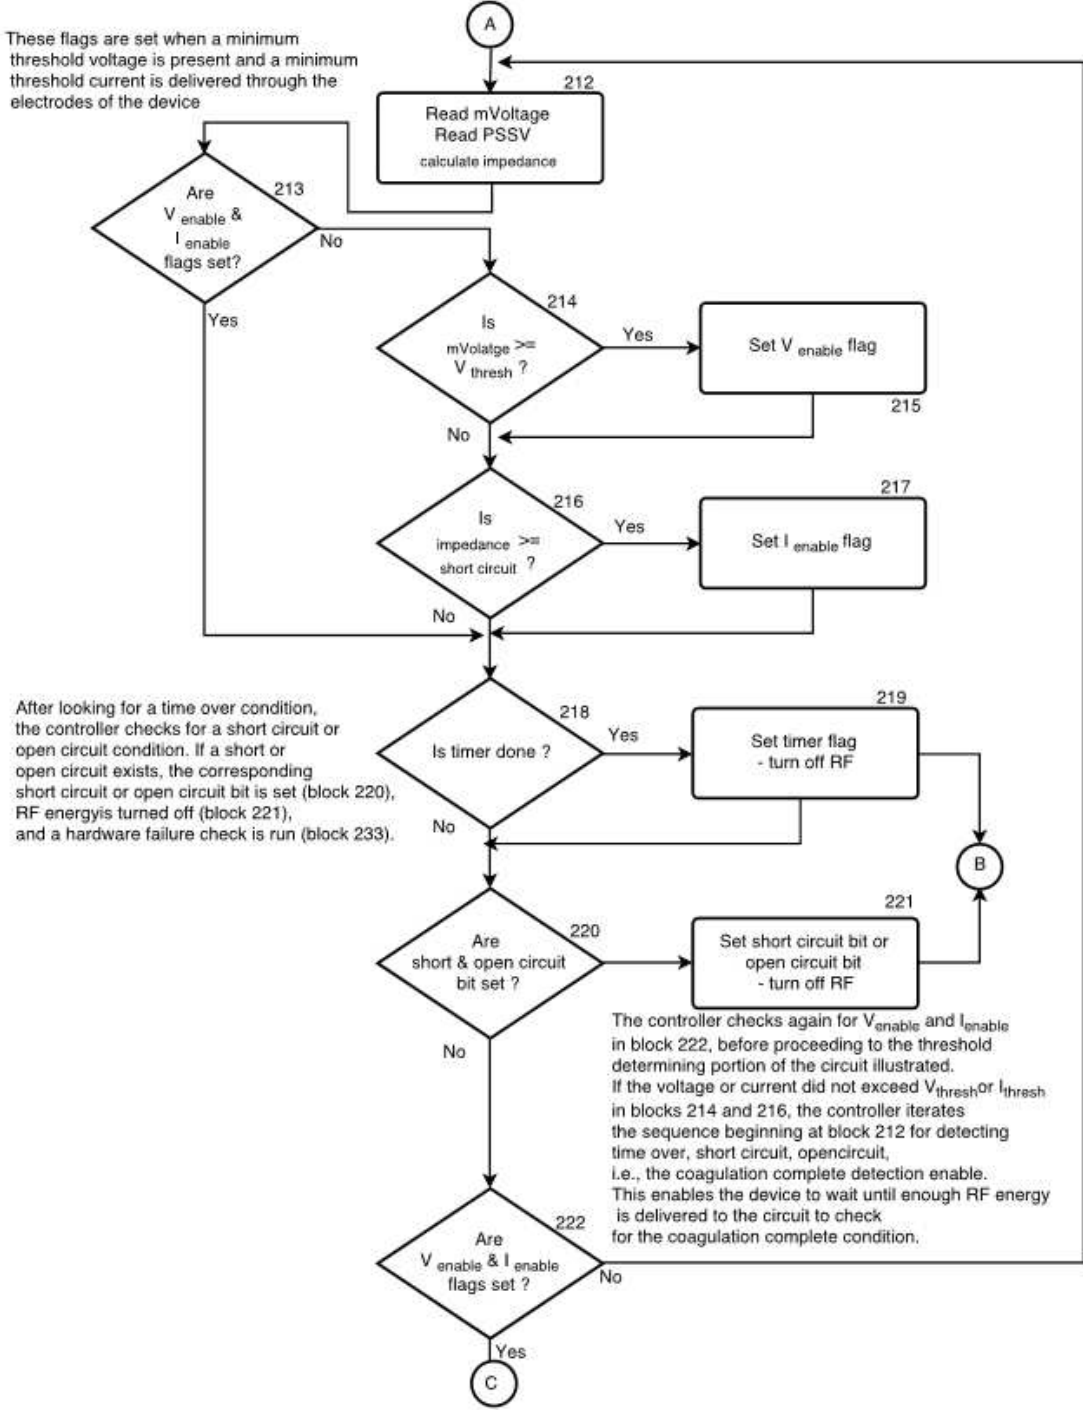 A
These flags are set when a minimum
threshold voltage is present and a minimum
threshold current is delivered through the
electrodes of the device
212
Read mVoltage
Read PSSV
calculate impedance
213
Are
V enable &
I enable
flags set?
No
Yes
214
Is
mVolatge >=
V thresh ?
Yes
No
Set V enable flag
215
216
Is
impedance >=
short circuit ?
Yes
No
217
Set I enable flag
After looking for a time over condition,
the controller checks for a short circuit or
open circuit condition. If a short or
open circuit exists, the corresponding
short circuit or open circuit bit is set (block 220),
RF energyis turned off (block 221),
and a hardware failure check is run (block 233).
218
Is timer done ?
Yes
No
219
Set timer flag
- turn off RF
B
220
Are
short & open circuit
bit set ?
No
221
Set short circuit bit or
open circuit bit
- turn off RF
The controller checks again for Venable and Ienable
in block 222, before proceeding to the threshold
determining portion of the circuit illustrated.
If the voltage or current did not exceed Vthreshor Ithresh
in blocks 214 and 216, the controller iterates
the sequence beginning at block 212 for detecting
time over, short circuit, opencircuit,
i.e., the coagulation complete detection enable.
This enables the device to wait until enough RF energy
is delivered to the circuit to check
for the coagulation complete condition.
222
Are
V enable & I enable
flags set ?
No
Yes
C